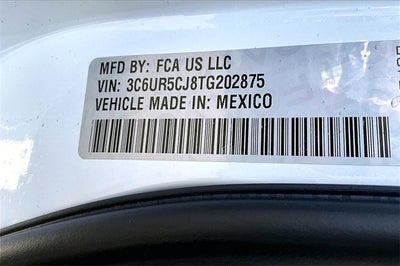 MFD BY: FCA US LLC
VIN: 3C6UR5CJ8TG202875
VEHICLE MADE IN: MEXICO